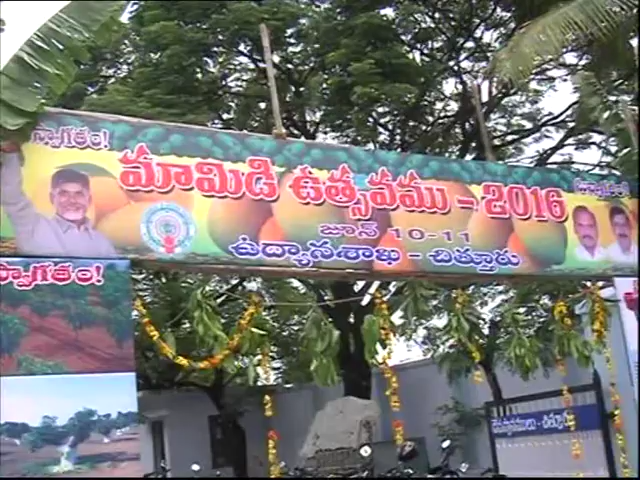 స్వాగతం!
మామిడి ఉత్సవము - 2016
జూన్ 10-11
ఉద్యానశాఖ - చిత్తూరు
స్వాగతం!